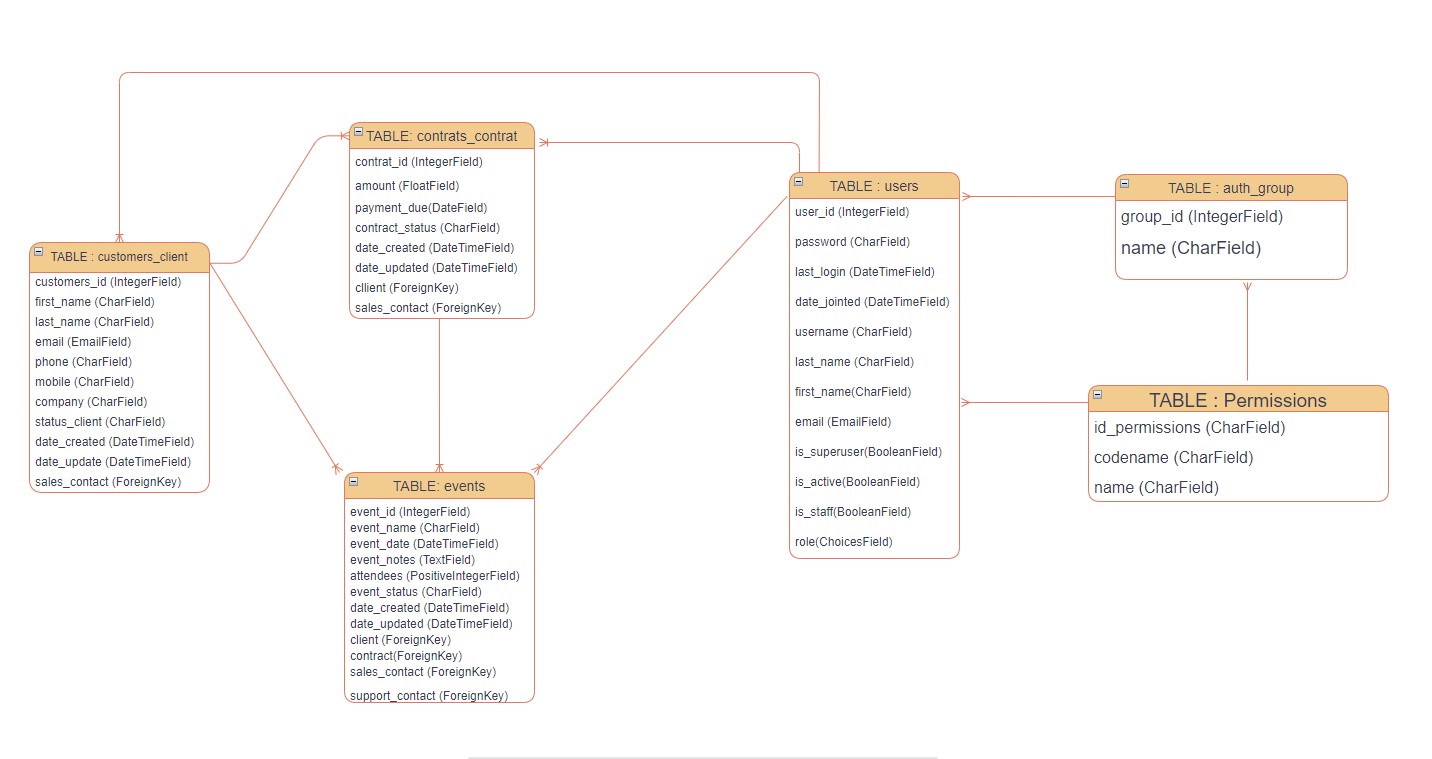 TABLE : customers_client
customers_id (IntegerField)
first_name (CharField)
last_name (CharField)
email (EmailField)
phone (CharField)
mobile (CharField)
company (CharField)
status_client (CharField)
date_created (DateTimeField)
date_update (DateTimeField)
sales_contact (ForeignKey)
TABLE: contrats_contrat
contrat_id (IntegerField)
amount (FloatField)
payment_due(DateField)
contract_status (CharField)
date_created (DateTimeField)
date_updated (DateTimeField)
cllient (ForeignKey)
sales_contact (ForeignKey)
TABLE: events
event_id (IntegerField)
event_name (CharField)
event_date (DateTimeField)
event_notes (TextField)
attendees (PositiveIntegerField)
event_status (CharField)
date_created (DateTimeField)
date_updated (DateTimeField)
client (ForeignKey)
contract(ForeignKey)
sales_contact (ForeignKey)
support_contact (ForeignKey)
TABLE : users
user_id (IntegerField)
password (CharField)
last_login (DateTimeField)
date_jointed (DateTimeField)
username (CharField)
last_name (CharField)
first_name(CharField)
email (EmailField)
is_superuser(BooleanField)
is_active(BooleanField)
is_staff(BooleanField)
role(ChoicesField)
TABLE : auth_group
group_id (IntegerField)
name (CharField)
TABLE : Permissions
id_permissions (CharField)
codename (CharField)
name (CharField)